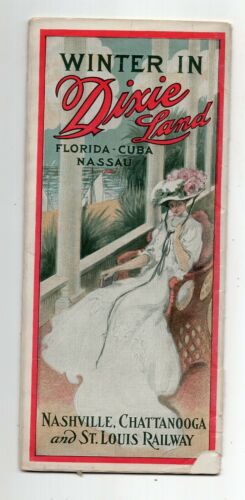 WINTER IN
Dixie
Land
FLORIDA-CUBA
NASSAU
NASHVILLE, CHATTANOOGA
and ST. LOUIS RAILWAY